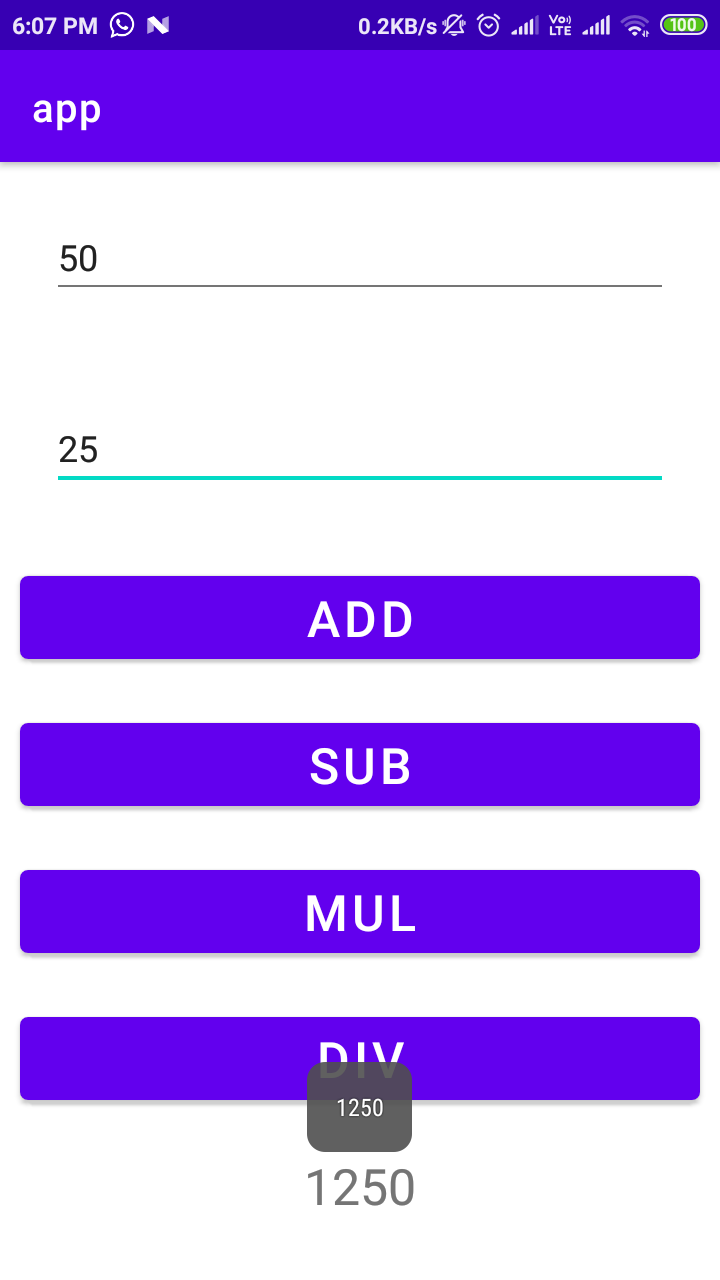 6:07 PM 0.2KB/s Vo LTE 100
app
50
25
ADD
SUB
MUL
DIV
1250
1250